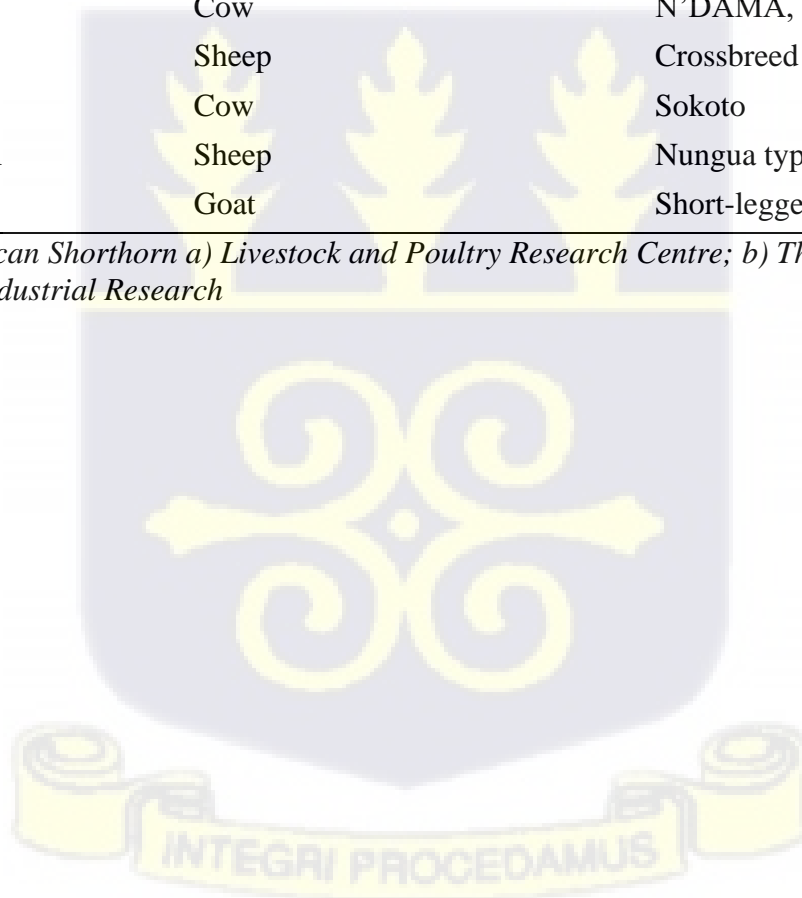 Cow N’DAMA,
Sheep Crossbreed
Cow Sokoto
Sheep Nungua typ
Goat Short-legge
can Shorthorn a) Livestock and Poultry Research Centre; b) Th
dustrial Research
INTEGRI PROCEDAMUS